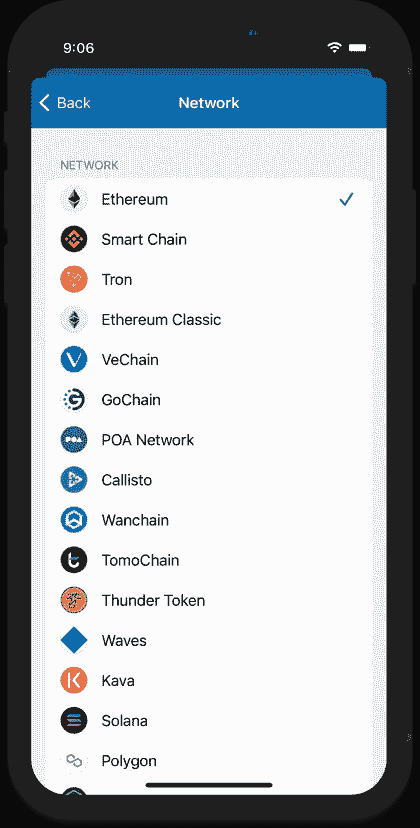 9:06
Back Network
NETWORK
Ethereum
Smart Chain
Tron
Ethereum Classic
VeChain
GoChain
POA Network
Callisto
Wanchain
TomoChain
Thunder Token
Waves
Kava
Solana
Polygon